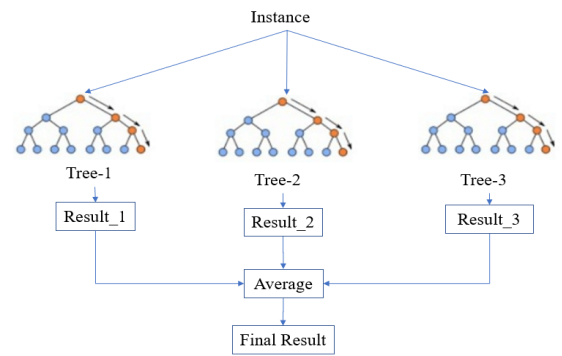 Instance
Tree-1
Tree-2
Tree-3
Result_1
Result_2
Result_3
Average
Final Result